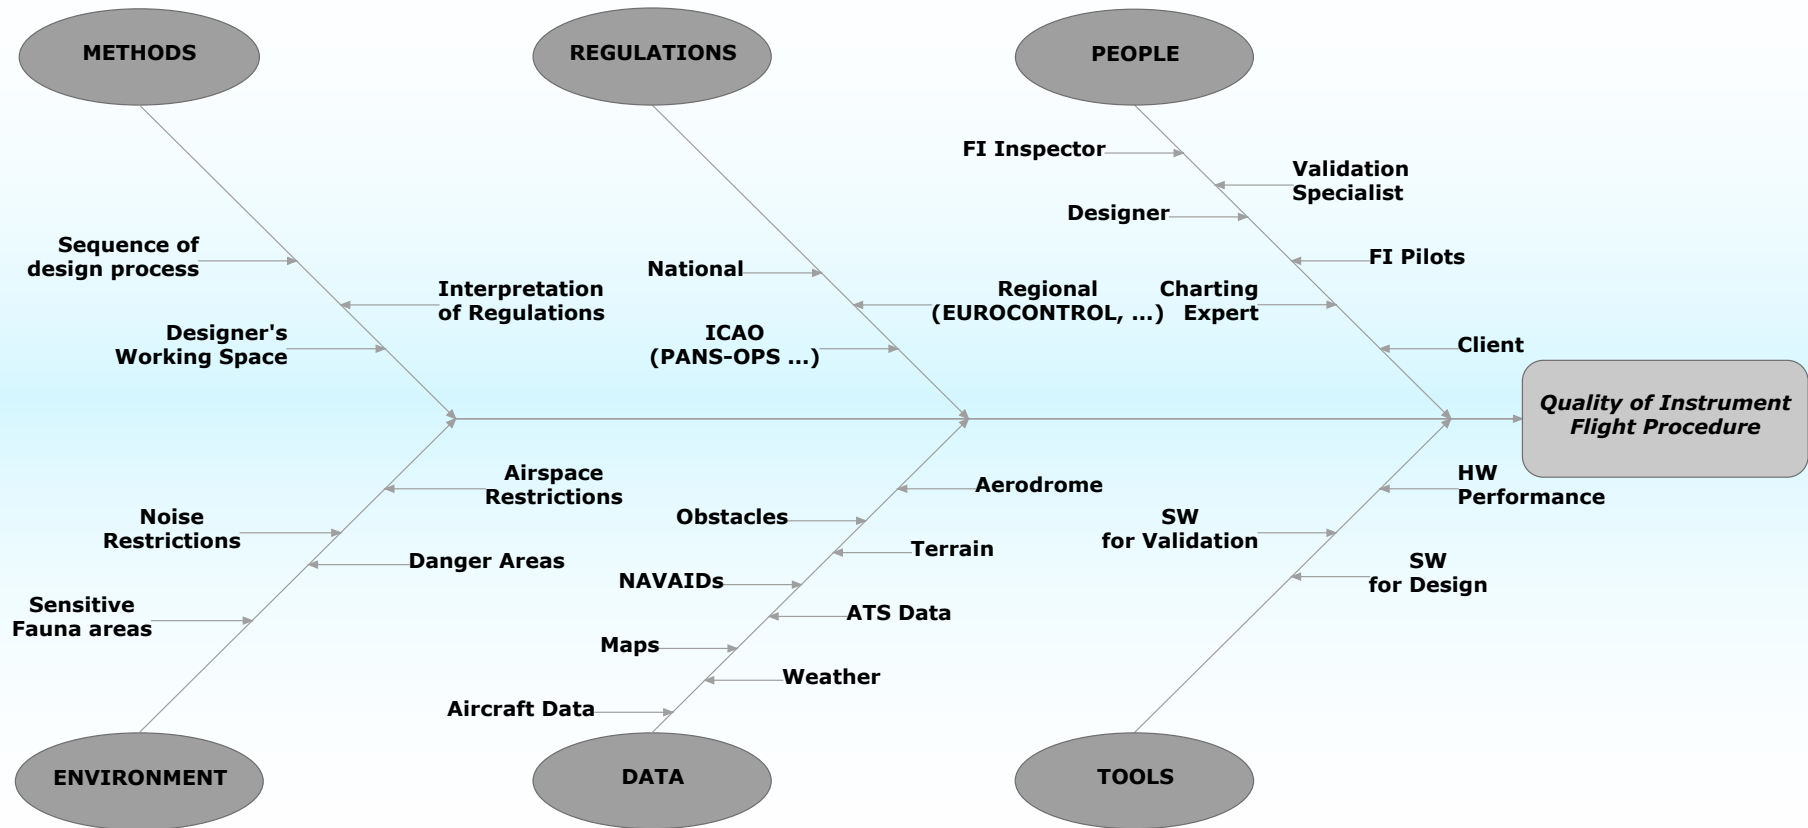 METHODS
REGULATIONS
PEOPLE
FI Inspector
Validation
Specialist
Designer
Sequence of
design process
National
FI Pilots
Interpretation
of Regulations
Regional
(EUROCONTROL, ...)
Charting
Expert
Designer's
Working Space
ICAO
(PANS-OPS ...)
Client
Quality of Instrument
Flight Procedure
Airspace
Restrictions
Aerodrome
HW
Performance
Noise
Restrictions
Obstacles
SW
for Validation
Danger Areas
Terrain
SW
for Design
NAVAIDs
Sensitive
Fauna areas
ATS Data
Maps
Weather
Aircraft Data
ENVIRONMENT
DATA
TOOLS